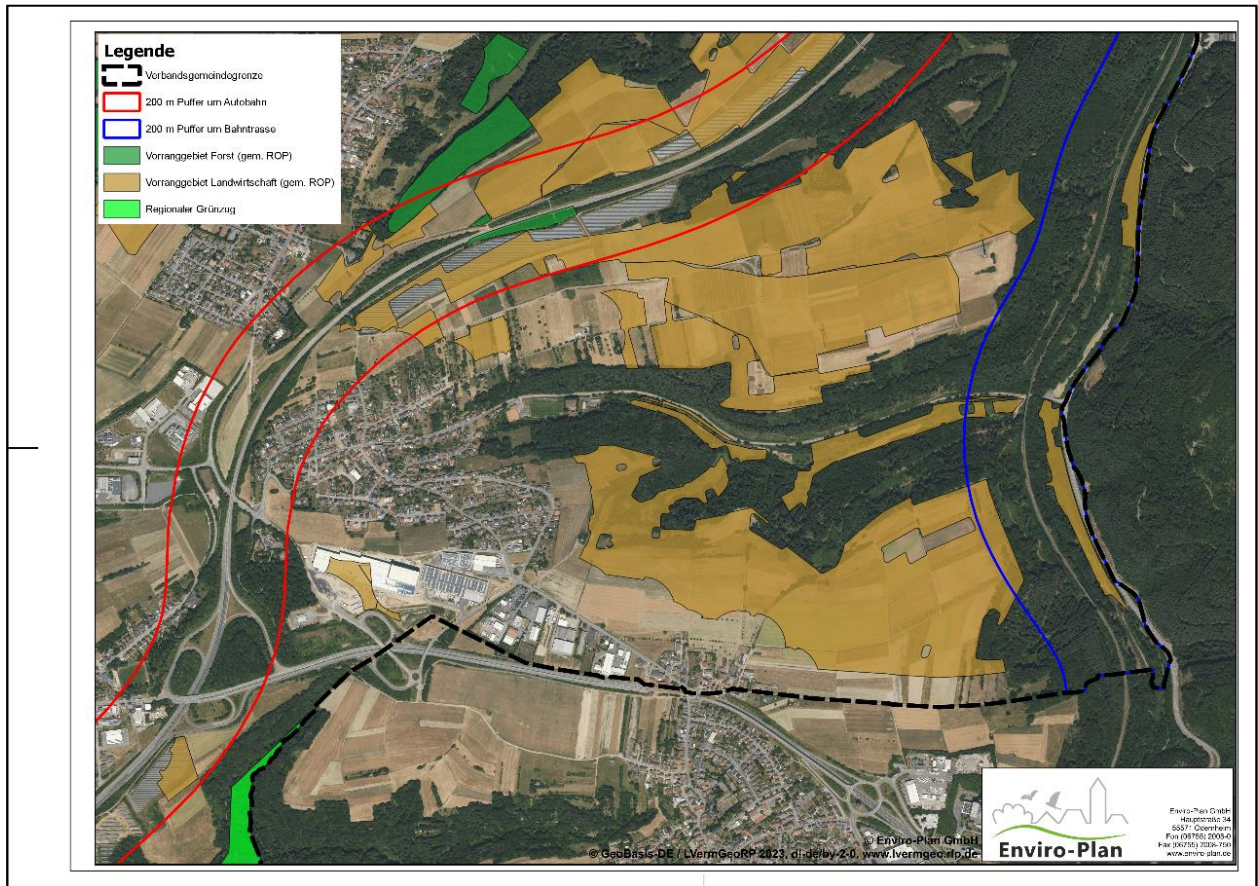 Legende
Verbandsgemeindegrenze
200 m Puffer um Autobahn
200 m Puffer um Bahntrasse
Vorranggebiet Forst (gem. ROP)
Vorranggebiet Landwirtschaft (gem. ROP)
Regionaler Grünzug
© Enviro-Plan GmbH
© GeoBasis-DE / LVermGeoRP 2023, dl-de/by-2-0, www.lvermgeo.rlp.de
Enviro-Plan
Enviro-Plan GmbH
Hauptstraße 34
55571 Odernheim
Fon (06755) 2008-0
Fax (06755) 2008-750
www.enviro-plan.de